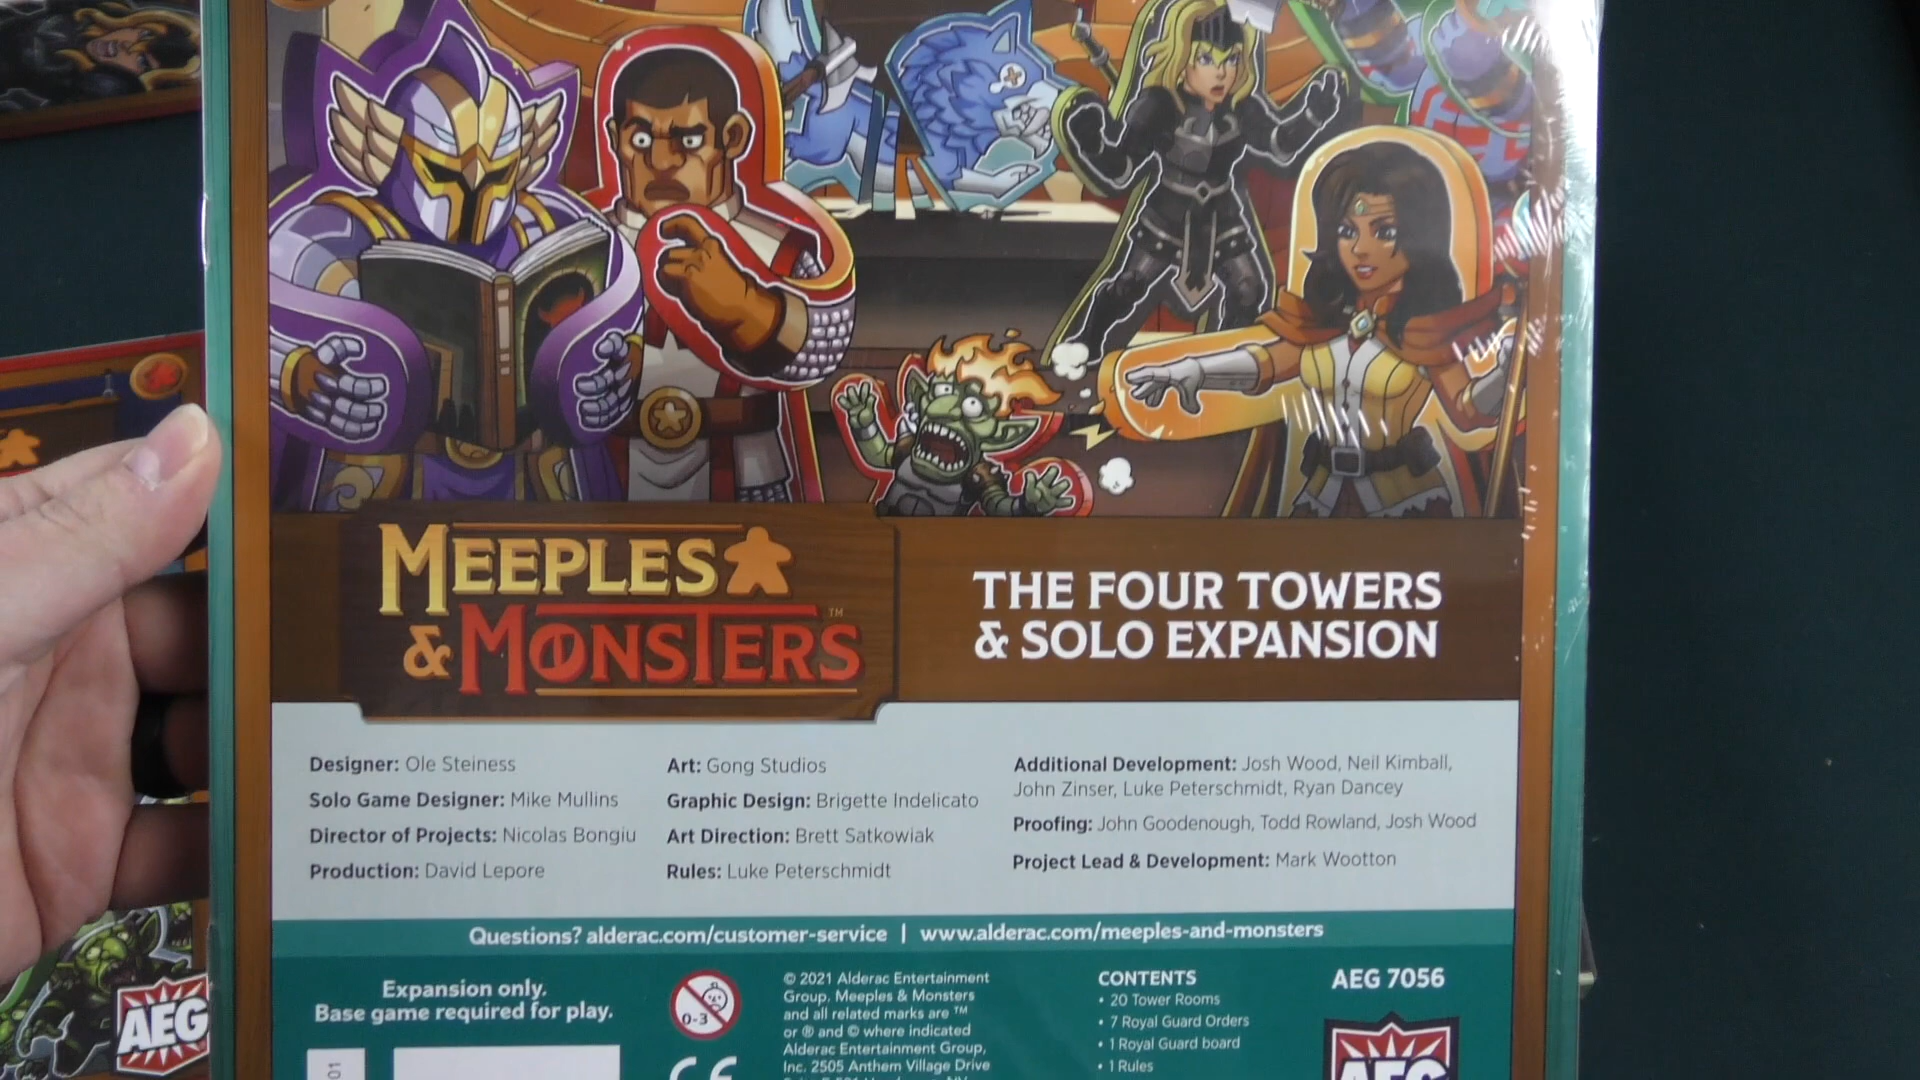 MEEPLES
& MONSTERS™
THE FOUR TOWERS
& SOLO EXPANSION
Designer: Ole Steiness
Solo Game Designer: Mike Mullins
Director of Projects: Nicolas Bongiu
Production: David Lepore
Art: Gong Studios
Graphic Design: Brigette Indelicato
Art Direction: Brett Satkowiak
Rules: Luke Peterschmidt
Additional Development: Josh Wood, Neil Kimball,
John Zinser, Luke Peterschmidt, Ryan Dancey
Proofing: John Goodenough, Todd Rowland, Josh Wood
Project Lead & Development: Mark Wootton
Questions? alderac.com/customer-service | www.alderac.com/meeples-and-monsters
Expansion only.
Base game required for play.
0-3
CE
© 2021 Alderac Entertainment
Group. Meeples & Monsters
and all related marks are ™
or ® and © where indicated
Alderac Entertainment Group,
Inc. 2505 Anthem Village Drive
CONTENTS
• 20 Tower Rooms
• 7 Royal Guard Orders
• 1 Royal Guard board
• 1 Rules
AEG 7056
AEG
AEG
01